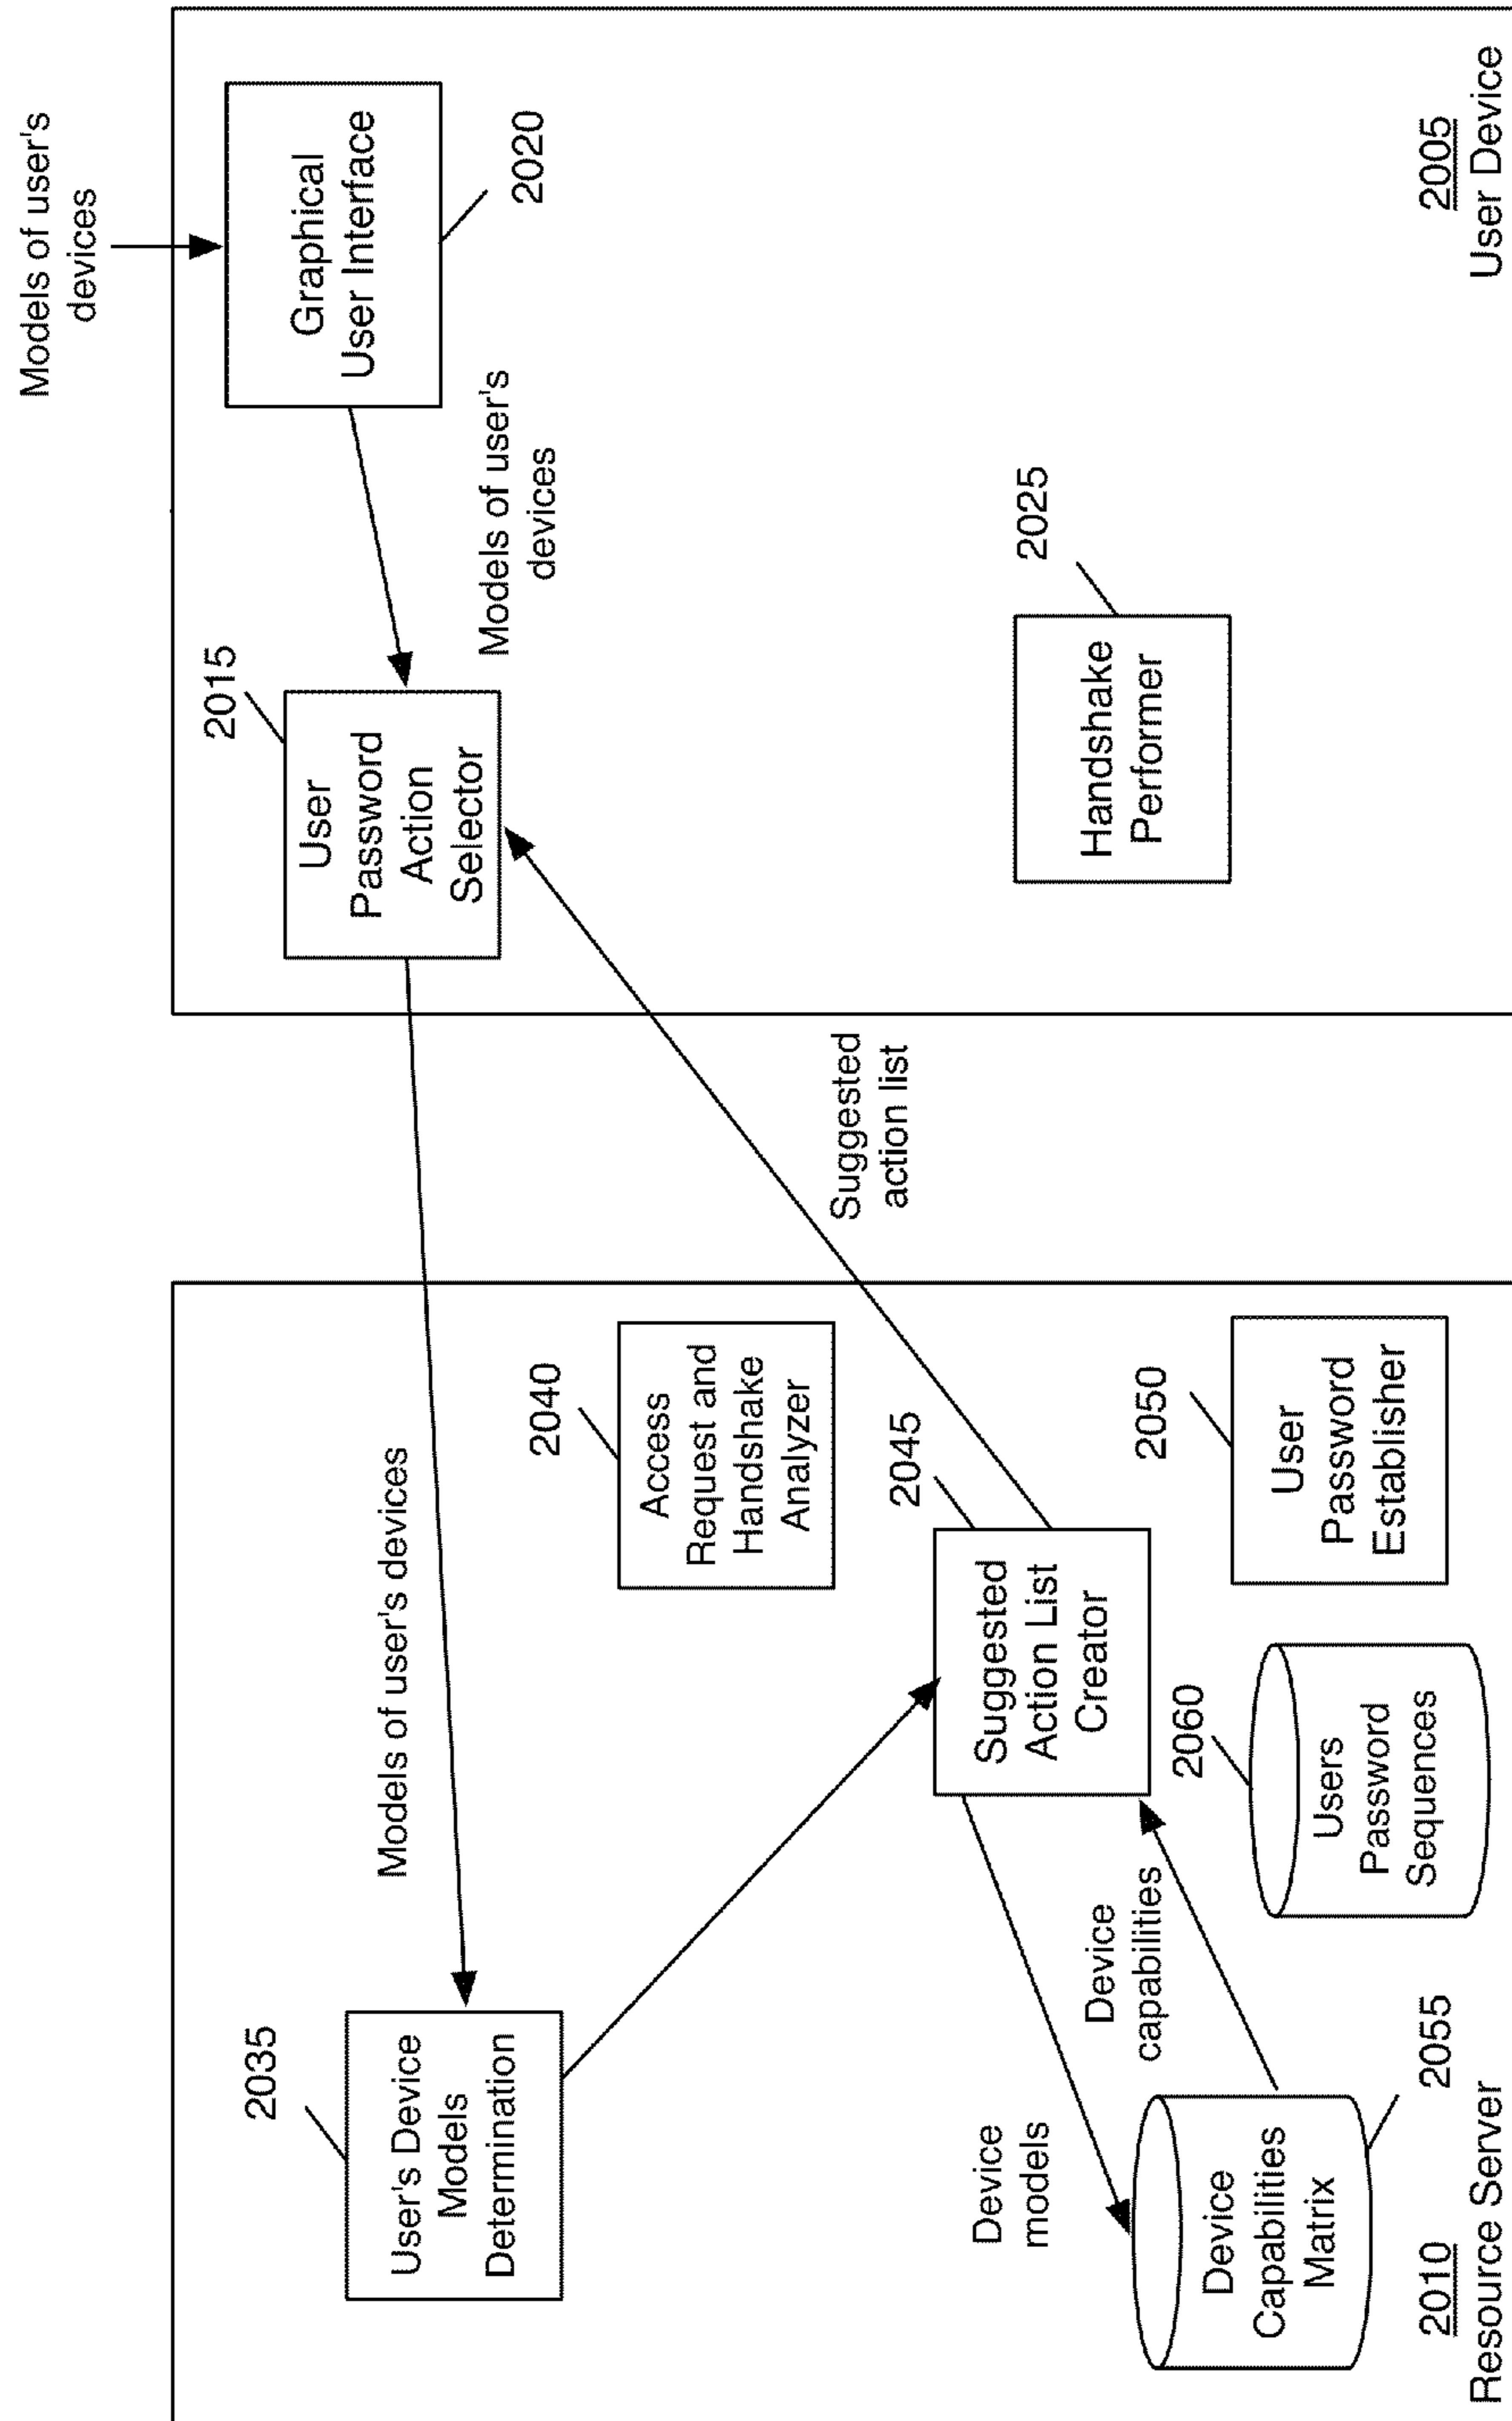 Models of user's
devices
Graphical
User Interface
2020
Models of user's
devices
2015
User
Password
Action
Selector
2025
Handshake
Performer
2005
User Device
Suggested
action list
Models of user's devices
2040
Access
Request and
Handshake
Analyzer
2045
Suggested
Action List
Creator
2050
User
Password
Establisher
2060
Users
Password
Sequences
2035
User's Device
Models
Determination
Device
capabilities
Device
models
2055
Device
Capabilities
Matrix
2010
Resource Server